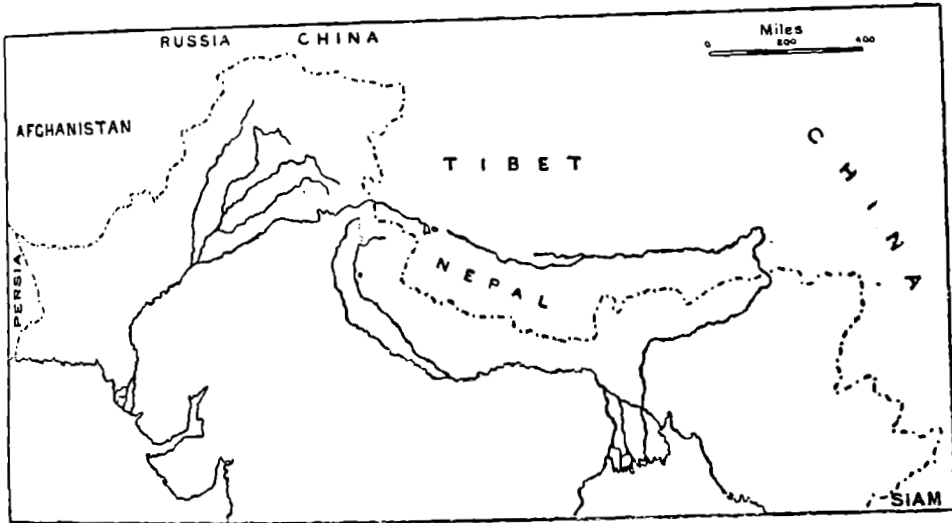 RUSSIA CHINA
Miles
0 200 400
AFGHANISTAN
TIBET
CHINA
NEPAL
PERSIA
SIAM